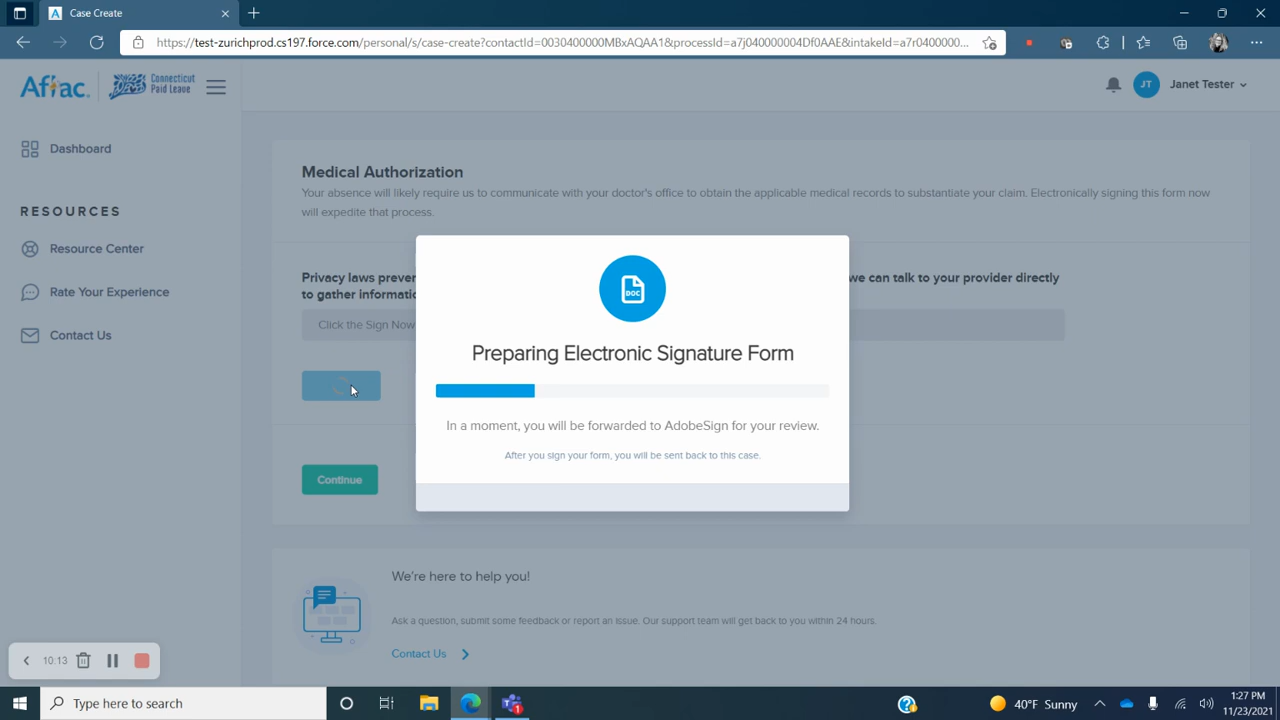 Case Create
https://test-zurichprod.cs197.force.com/personal/s/case-create?contactId=0030400000MBxAQAA1&processId=a7j040000004Df0AAE&intakeId=a7r0400000...
Aflac
Connecticut
Paid Leave
JT
Janet Tester
Dashboard
RESOURCES
Resource Center
Rate Your Experience
Contact Us
Medical Authorization
Your absence will likely require us to communicate with your doctor's office to obtain the applicable medical records to substantiate your claim. Electronically signing this form now
will expedite that process.
Privacy laws preve we can talk to your provider directly
to gather informati
Click the Sign Now
DOC
Preparing Electronic Signature Form
In a moment, you will be forwarded to AdobeSign for your review.
After you sign your form, you will be sent back to this case.
Continue
We're here to help you!
Ask a question, submit some feedback or report an issue. Our support team will get back to you within 24 hours.
Contact Us
10:13
Type here to search
1
40°F Sunny
1:27 PM
11/23/2021